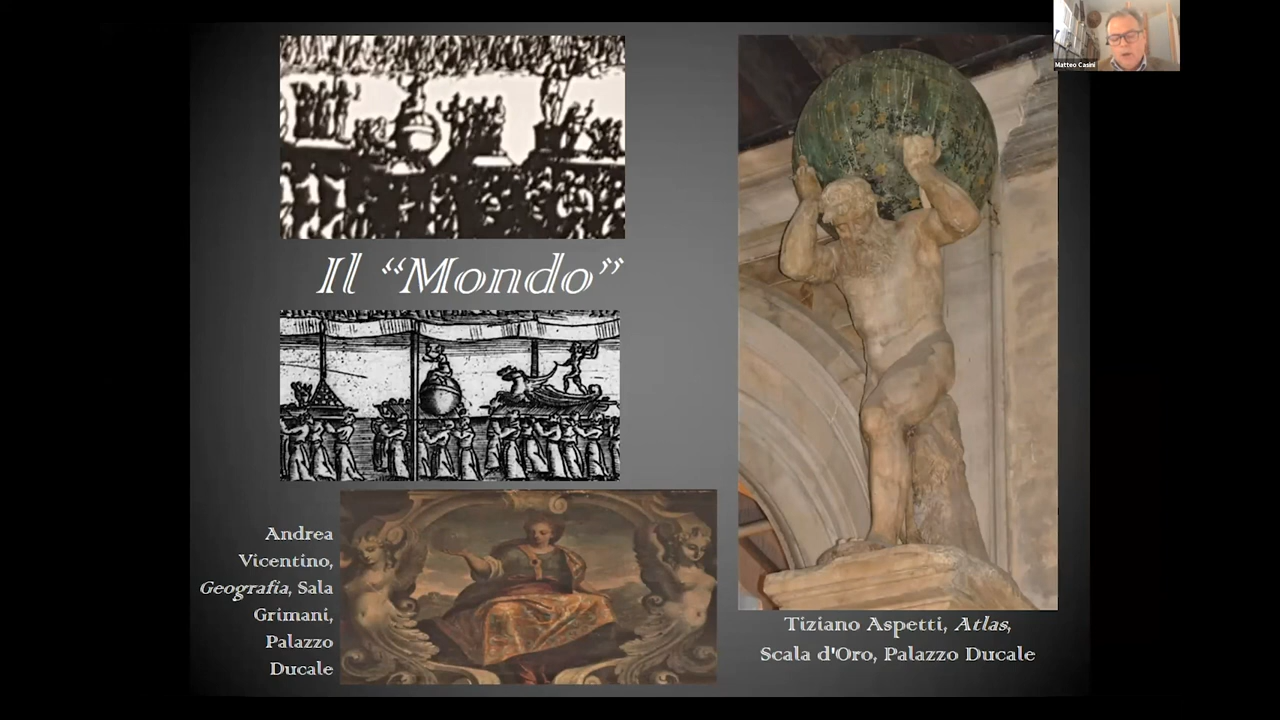 Matteo Casini
Il “Mondo”
Andrea
Vicentino,
Geografia, Sala
Grimani,
Palazzo
Ducale
Tiziano Aspetti, Atlas,
Scala d'Oro, Palazzo Ducale